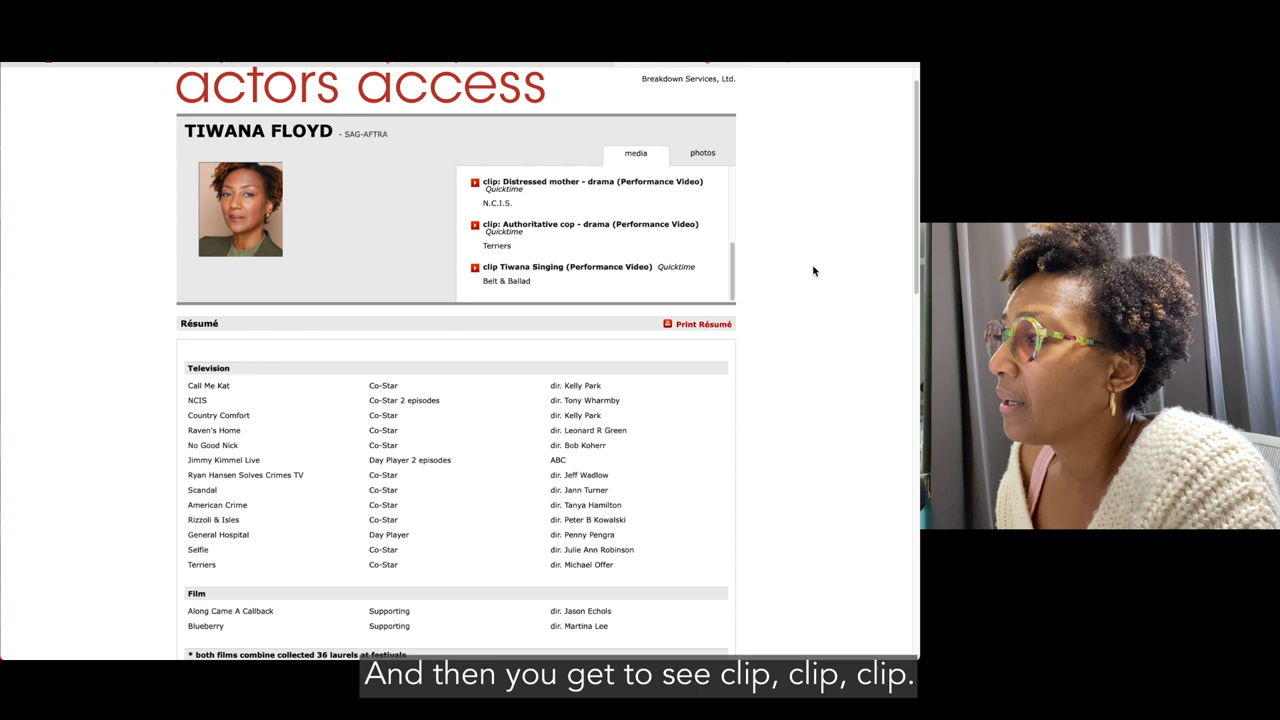 actors access
Breakdown Services, Ltd.
TIWANA FLOYD - SAG-AFTRA
media photos
clip: Distressed mother - drama (Performance Video)
Quicktime
N.C.I.S.
clip: Authoritative cop - drama (Performance Video)
Quicktime
Terriers
clip Tiwana Singing (Performance Video) Quicktime
Belt & Ballad
Résumé Print Résumé
Television
Call Me Kat Co-Star dir. Kelly Park
NCIS Co-Star 2 episodes dir. Tony Wharmby
Country Comfort Co-Star dir. Kelly Park
Raven's Home Co-Star dir. Leonard R Green
No Good Nick Co-Star dir. Bob Koherr
Jimmy Kimmel Live Day Player 2 episodes ABC
Ryan Hansen Solves Crimes TV Co-Star dir. Jeff Wadlow
Scandal Co-Star dir. Jann Turner
American Crime Co-Star dir. Tanya Hamilton
Rizzoli & Isles Co-Star dir. Peter B Kowalski
General Hospital Day Player dir. Penny Pengra
Selfie Co-Star dir. Julie Ann Robinson
Terriers Co-Star dir. Michael Offer
Film
Along Came A Callback Supporting dir. Jason Echols
Blueberry Supporting dir. Martina Lee
* both films combine collected 36 laurels at festivals
And then you get to see clip, clip, clip.